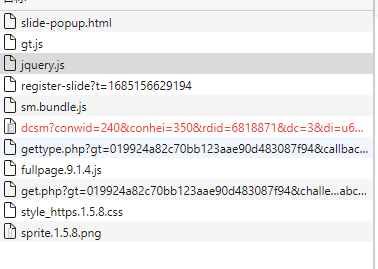 slide-popup.html
gt.js
jquery.js
register-slide?t=1685156629194
sm.bundle.js
dcsm?conwid=240&conhei=350&rdid=6818871&dc=3&di=u6...
gettype.php?gt=019924a82c70bb123aae90d483087f94&callbac...
fullpage.9.1.4.js
get.php?gt=019924a82c70bb123aae90d483087f94&challe...abc...
style_https.1.5.8.css
sprite.1.5.8.png